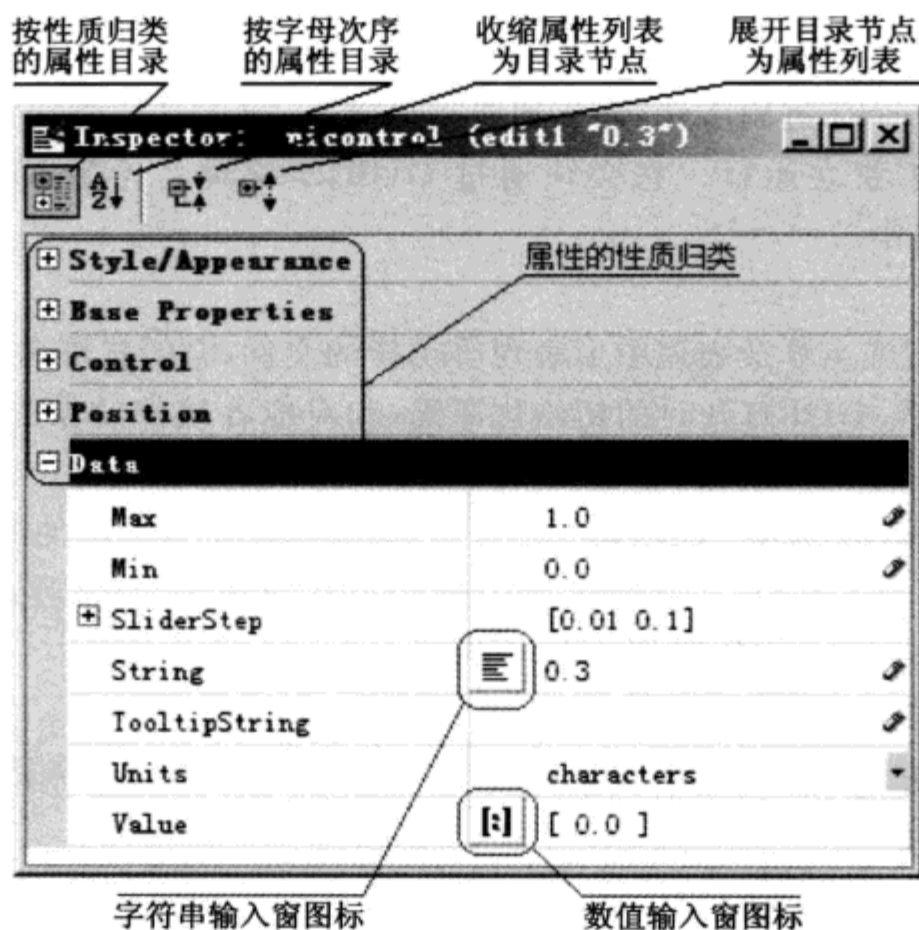 按性质归类
的属性目录
按字母次序
的属性目录
收缩属性列表
为目录节点
展开目录节点
为属性列表
Inspector: uicontrol (edit1 "0.3")
Style/Appearance
属性的性质归类
Base Properties
Control
Position
Data
Max 1.0
Min 0.0
SliderStep [0.01 0.1]
String 0.3
TooltipString
Units characters
Value [ 0.0 ]
字符串输入窗图标
数值输入窗图标